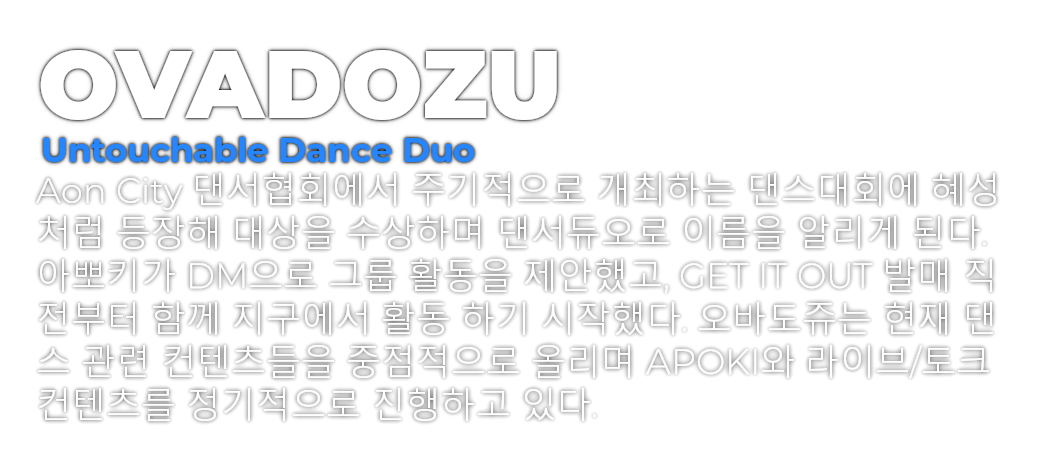 OVADOZU
Untouchable Dance Duo
Aon City 댄서협회에서 주기적으로 개최하는 댄스대회에 혜성
처럼 등장해 대상을 수상하며 댄서듀오로 이름을 알리게 된다.
아뽀키가 DM으로 그룹 활동을 제안했고, GET IT OUT 발매 직
전부터 함께 지구에서 활동 하기 시작했다. 오바도쥬는 현재 댄
스 관련 컨텐츠들을 중점적으로 올리며 APOKI와 라이브/토크
컨텐츠를 정기적으로 진행하고 있다.